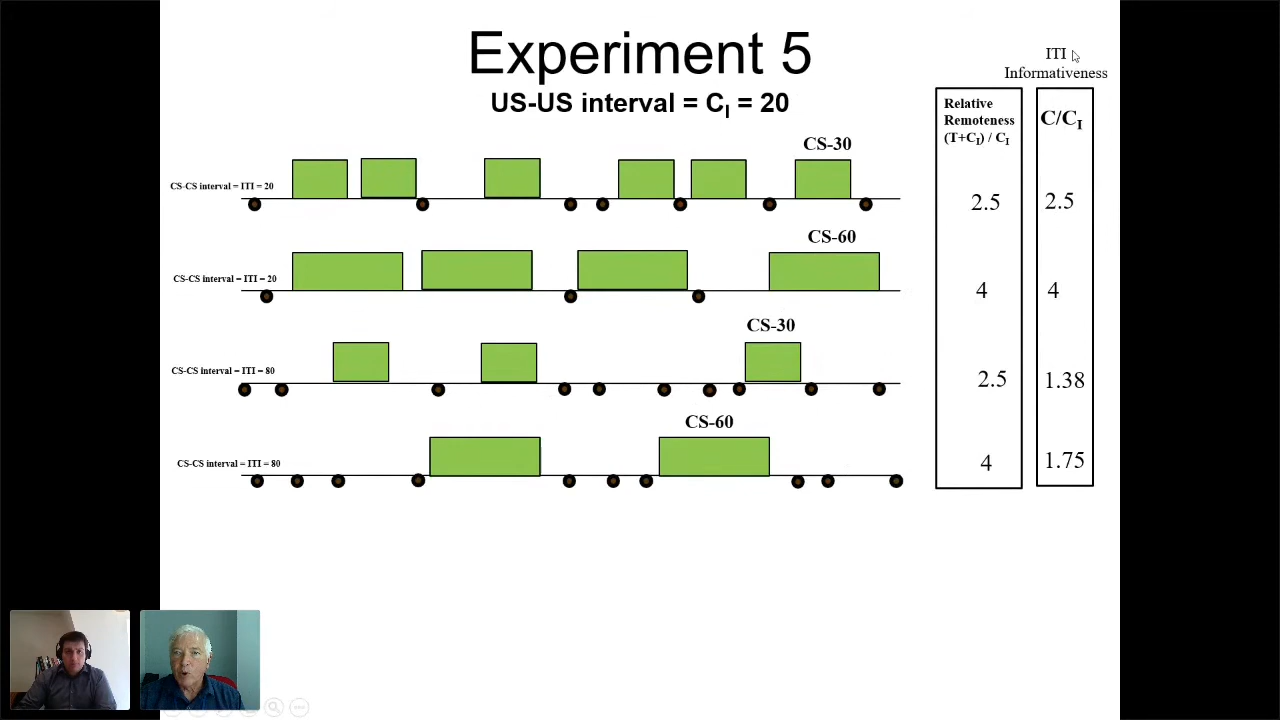 Experiment 5
US-US interval = C_I = 20
ITI
Informativeness
Relative
Remoteness
(T+C_I) / C_I
C/C_I
CS-30
CS-CS interval = ITI = 20
2.5
2.5
CS-60
CS-CS interval = ITI = 20
4
4
CS-30
CS-CS interval = ITI = 80
2.5
1.38
CS-60
CS-CS interval = ITI = 80
4
1.75